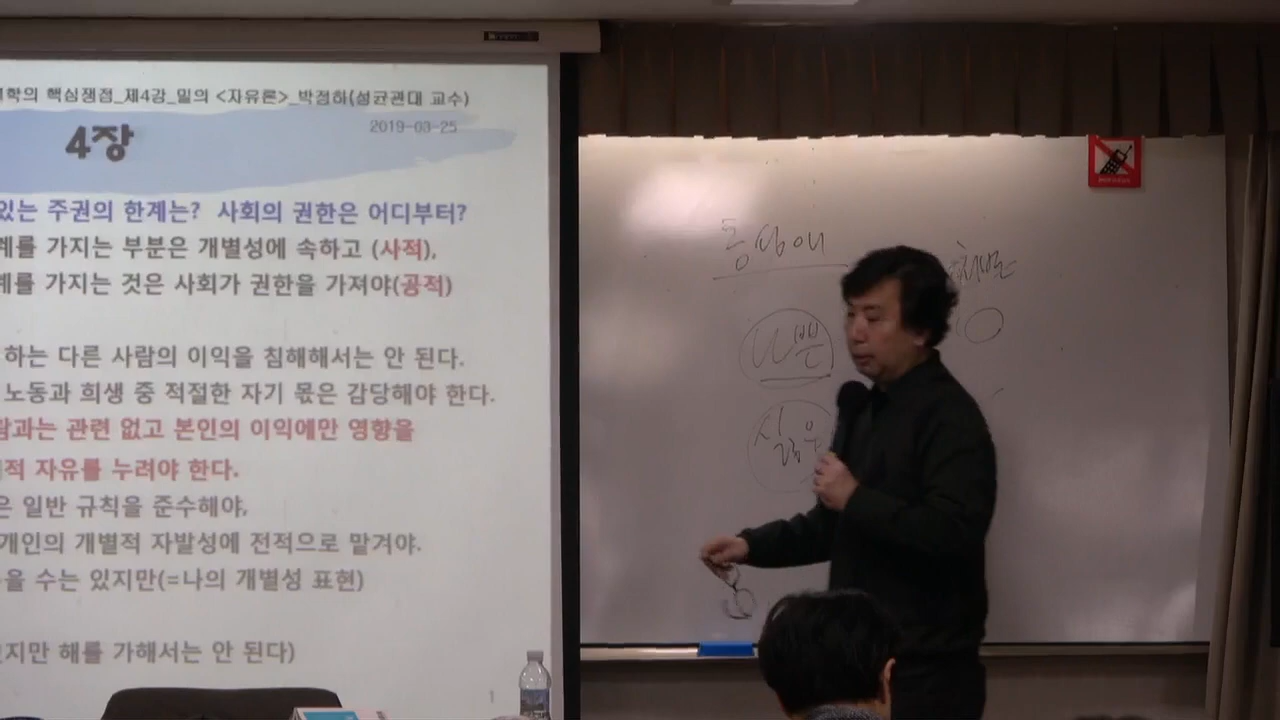 학의 핵심쟁점_제4강_밀의 <자유론>_박정하(성균관대 교수)
2019-03-25
4장
있는 주권의 한계는? 사회의 권한은 어디부터?
계를 가지는 부분은 개별성에 속하고 (사적),
계를 가지는 것은 사회가 권한을 가져야(공적)
하는 다른 사람의 이익을 침해해서는 안 된다.
노동과 희생 중 적절한 자기 몫은 감당해야 한다.
람과는 관련 없고 본인의 이익에만 영향을
적 자유를 누려야 한다.
은 일반 규칙을 준수해야,
개인의 개별적 자발성에 전적으로 맡겨야.
을 수는 있지만(=나의 개별성 표현)
지만 해를 가해서는 안 된다)
1
동성애
나쁜